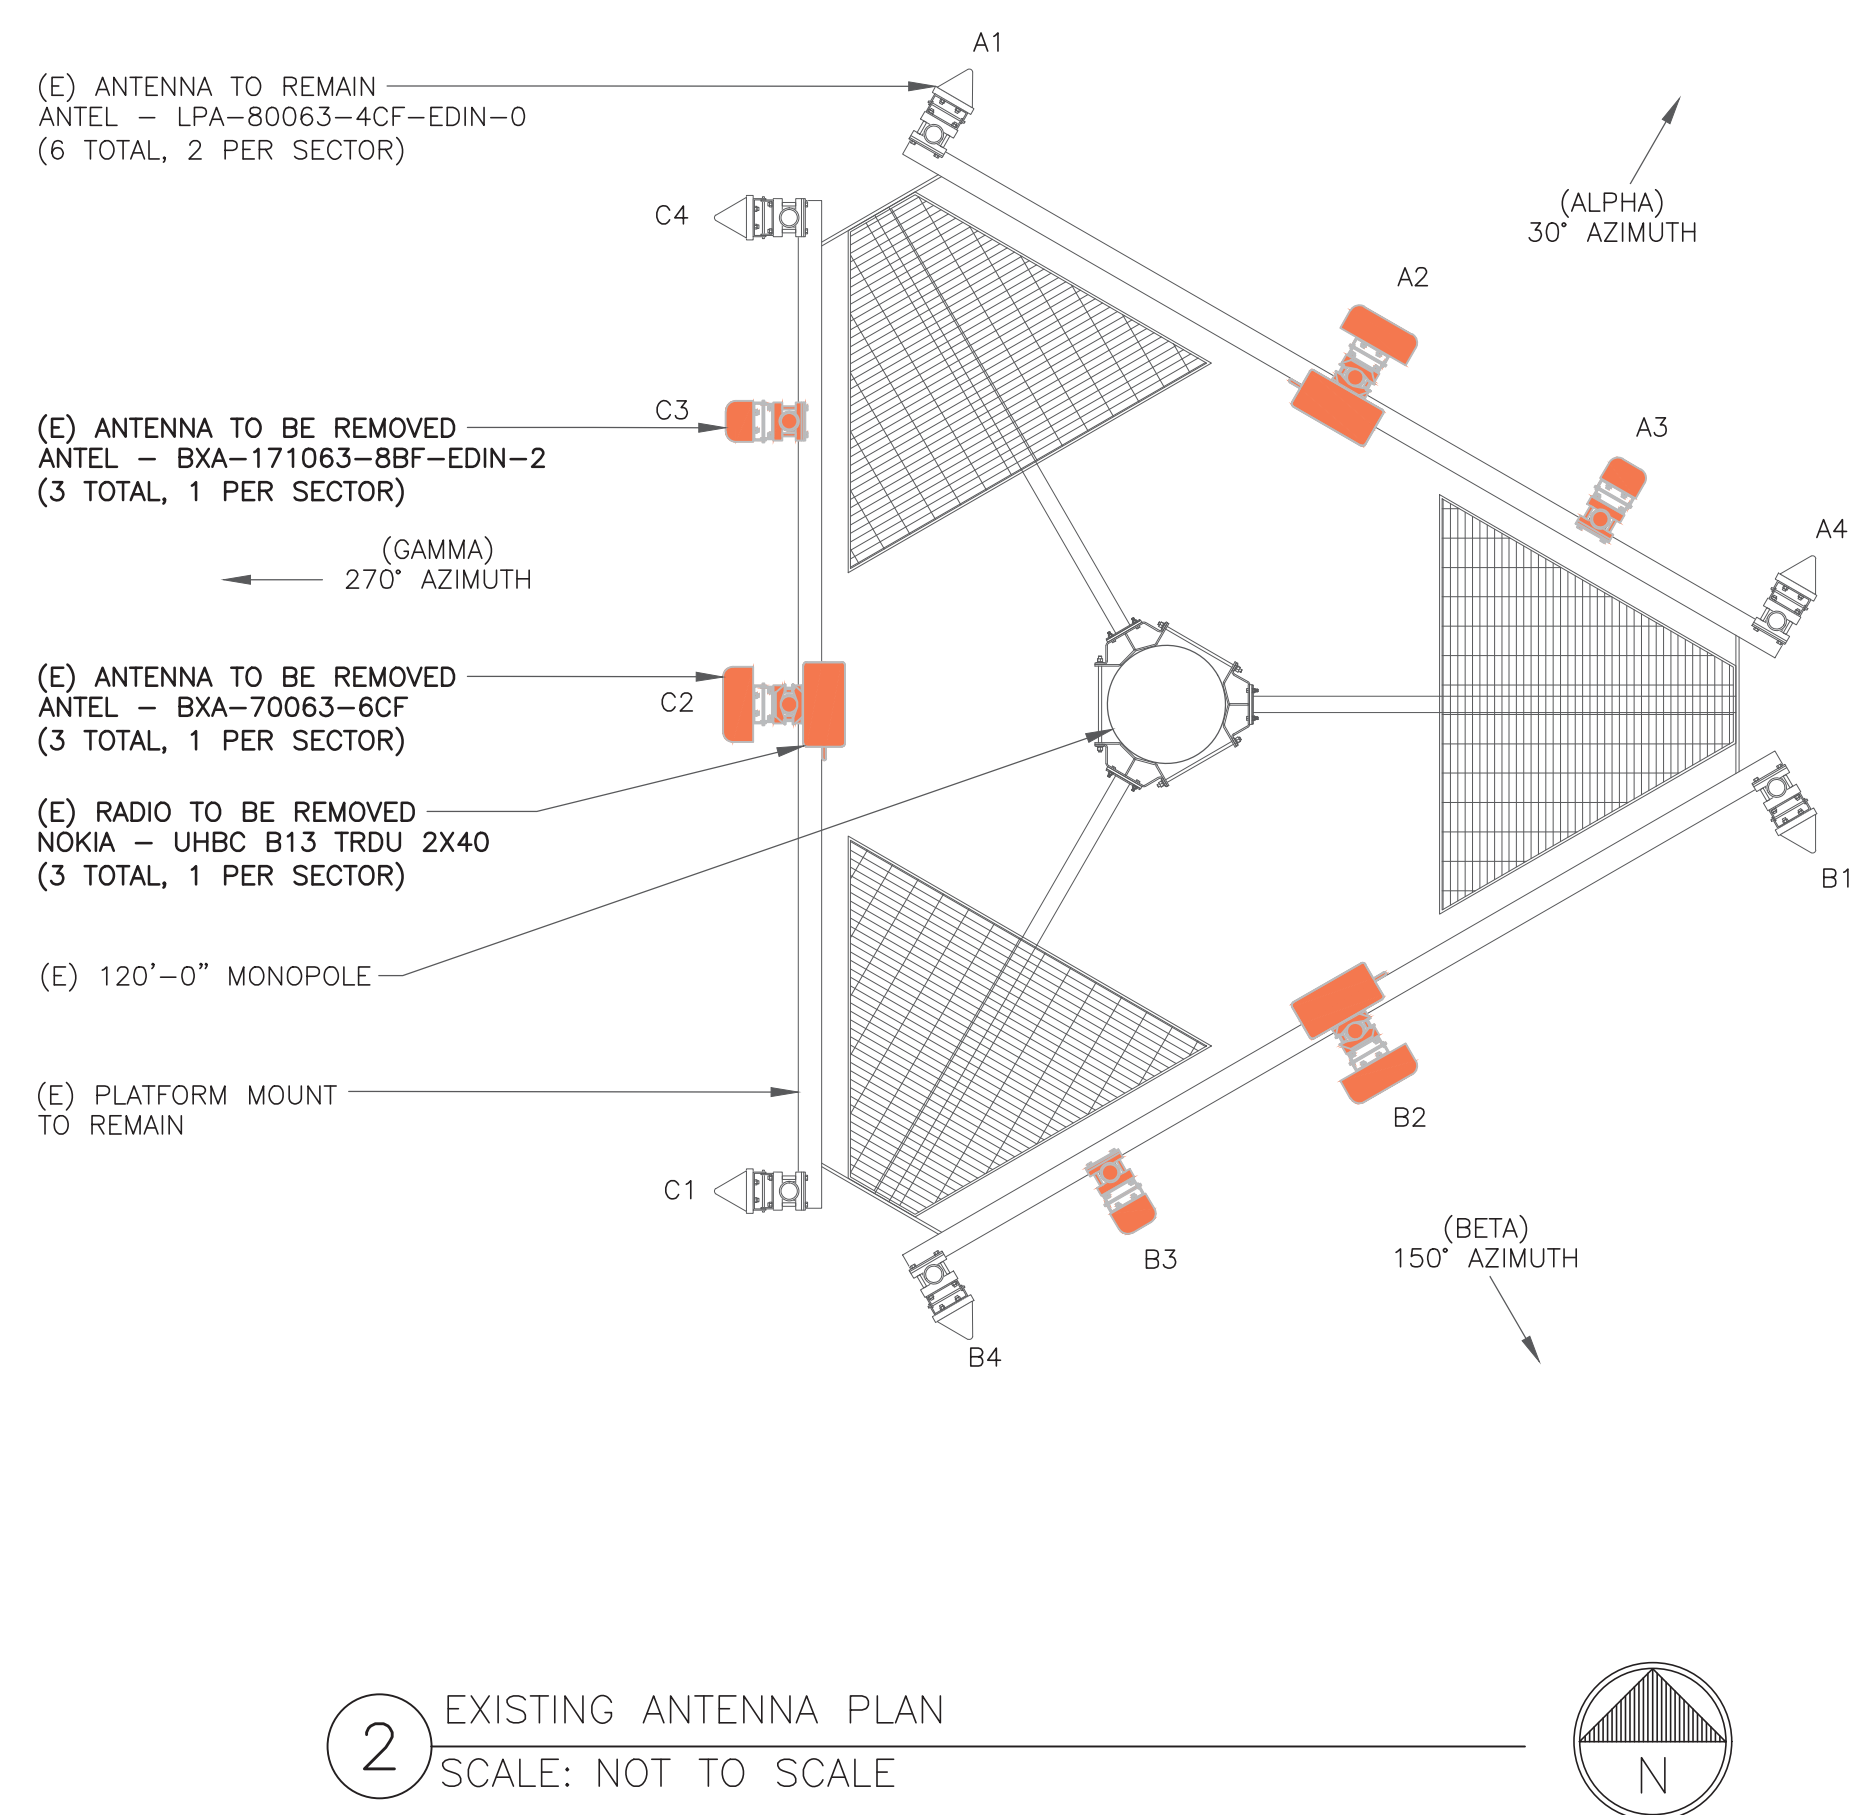 A1
(E) ANTENNA TO REMAIN
ANTEL – LPA–80063–4CF–EDIN–0
(6 TOTAL, 2 PER SECTOR)
(ALPHA)
30° AZIMUTH
C4
A2
C3
A3
(E) ANTENNA TO BE REMOVED
ANTEL – BXA–171063–8BF–EDIN–2
(3 TOTAL, 1 PER SECTOR)
A4
(GAMMA)
270° AZIMUTH
(E) ANTENNA TO BE REMOVED
ANTEL – BXA–70063–6CF
(3 TOTAL, 1 PER SECTOR)
C2
(E) RADIO TO BE REMOVED
NOKIA – UHBC B13 TRDU 2X40
(3 TOTAL, 1 PER SECTOR)
B1
(E) 120'–0" MONOPOLE
(E) PLATFORM MOUNT
TO REMAIN
B2
C1
B3
(BETA)
150° AZIMUTH
B4
2
EXISTING ANTENNA PLAN
SCALE: NOT TO SCALE
N